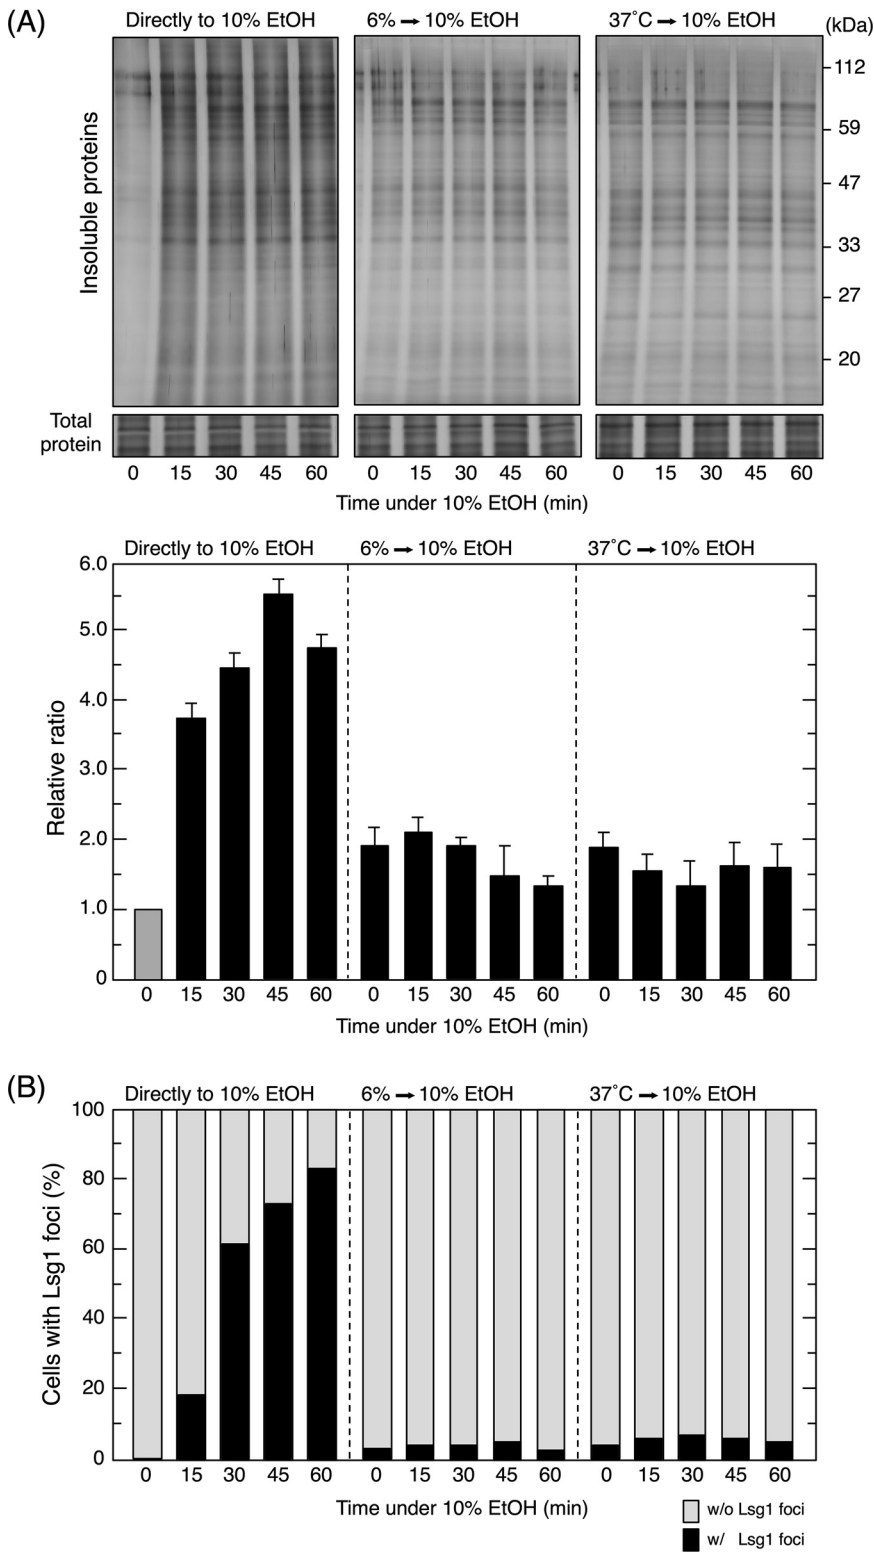 (A)
Directly to 10% EtOH
6% → 10% EtOH
37˚C → 10% EtOH
(kDa)
Insoluble proteins
112
59
47
33
27
20
Total
protein
0 15 30 45 60 0 15 30 45 60 0 15 30 45 60
Time under 10% EtOH (min)
Directly to 10% EtOH
6% → 10% EtOH
37˚C → 10% EtOH
Relative ratio
6.0
5.0
4.0
3.0
2.0
1.0
0
0 15 30 45 60 0 15 30 45 60 0 15 30 45 60
Time under 10% EtOH (min)
(B)
Directly to 10% EtOH
6% → 10% EtOH
37˚C → 10% EtOH
Cells with Lsg1 foci (%)
100
80
60
40
20
0
0 15 30 45 60 0 15 30 45 60 0 15 30 45 60
Time under 10% EtOH (min)
w/o Lsg1 foci
w/ Lsg1 foci